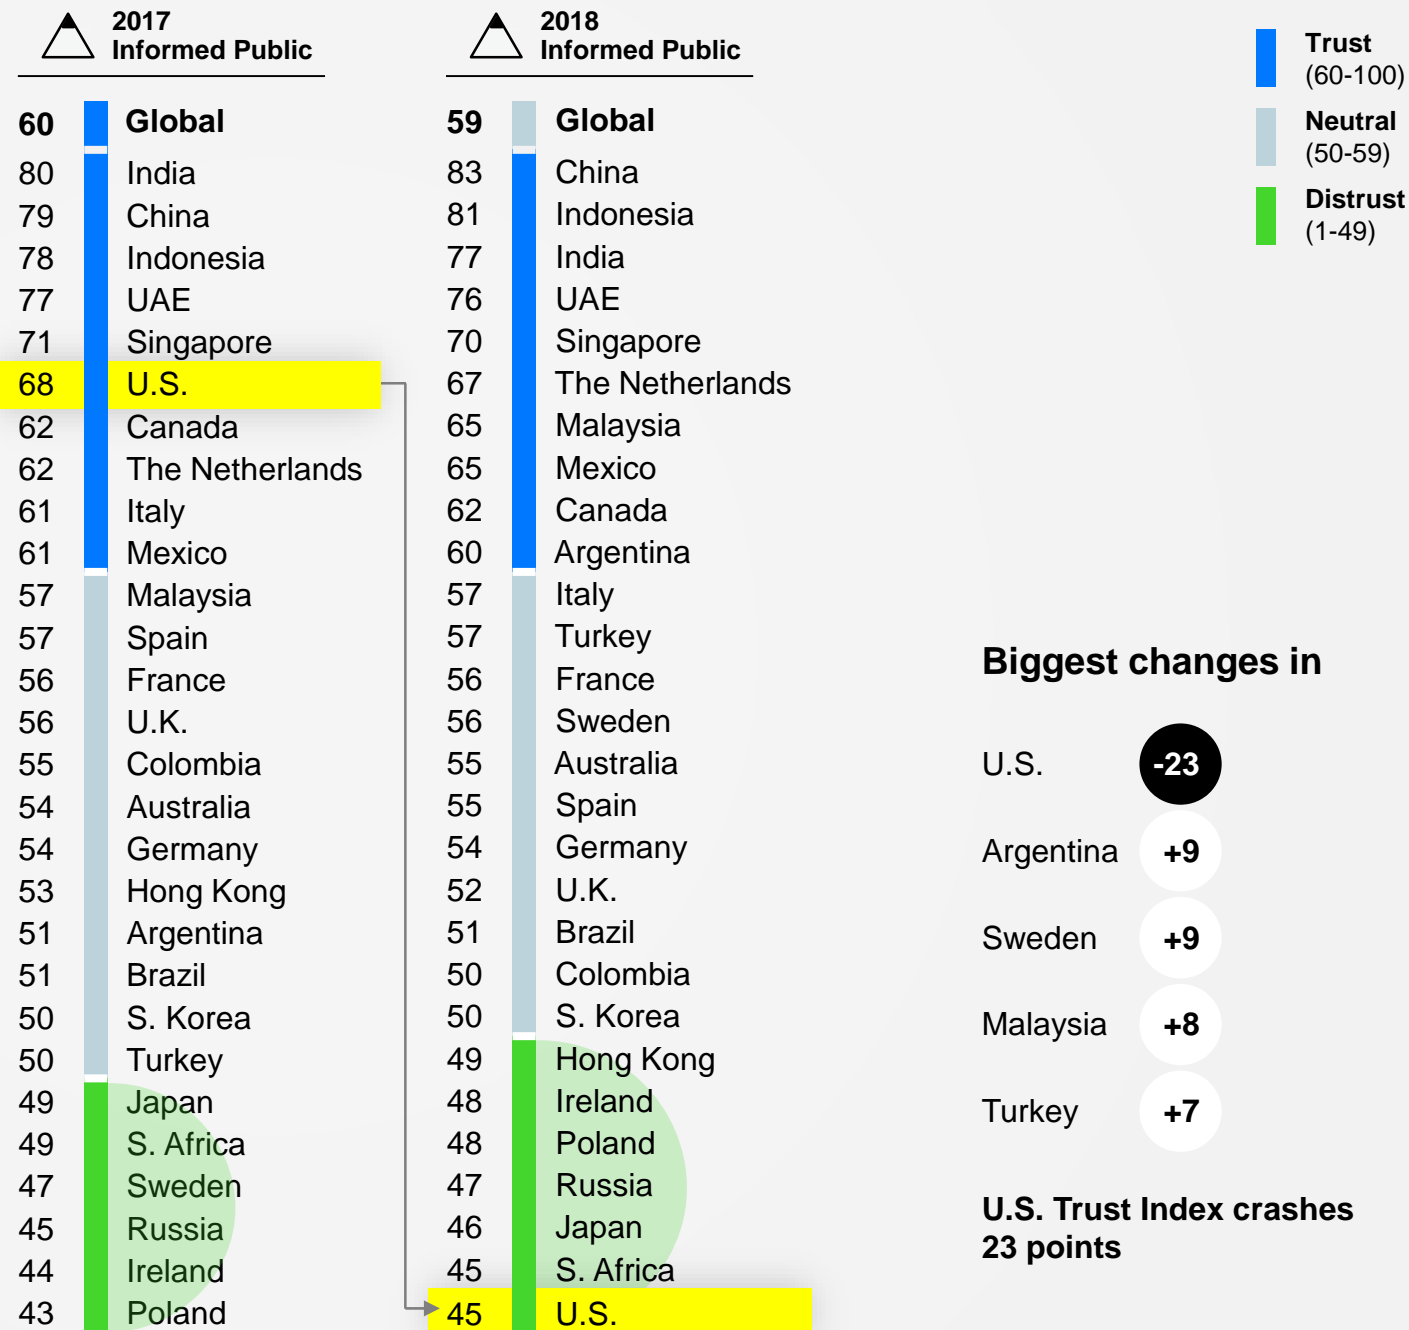 2017
Informed Public
60 Global
80 India
79 China
78 Indonesia
77 UAE
71 Singapore
68 U.S.
62 Canada
62 The Netherlands
61 Italy
61 Mexico
57 Malaysia
57 Spain
56 France
56 U.K.
55 Colombia
54 Australia
54 Germany
53 Hong Kong
51 Argentina
51 Brazil
50 S. Korea
50 Turkey
49 Japan
49 S. Africa
47 Sweden
45 Russia
44 Ireland
43 Poland
2018
Informed Public
59 Global
83 China
81 Indonesia
77 India
76 UAE
70 Singapore
67 The Netherlands
65 Malaysia
65 Mexico
62 Canada
60 Argentina
57 Italy
57 Turkey
56 France
56 Sweden
55 Australia
55 Spain
54 Germany
52 U.K.
51 Brazil
50 Colombia
50 S. Korea
49 Hong Kong
48 Ireland
48 Poland
47 Russia
46 Japan
45 S. Africa
45 U.S.
Trust
(60-100)
Neutral
(50-59)
Distrust
(1-49)
Biggest changes in
U.S. -23
Argentina +9
Sweden +9
Malaysia +8
Turkey +7
U.S. Trust Index crashes
23 points